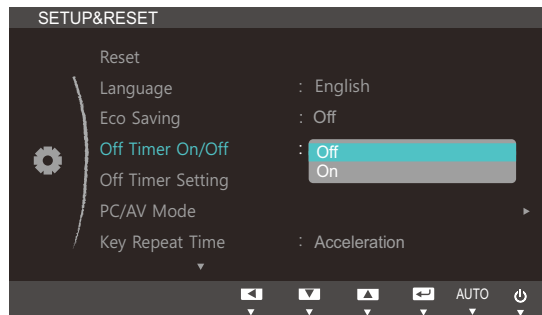 SETUP&RESET
Reset
Language : English
Eco Saving : Off
Off Timer On/Off : Off
On
Off Timer Setting
PC/AV Mode
Key Repeat Time : Acceleration
AUTO